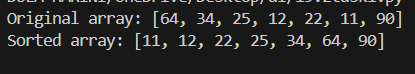 Original array: [64, 34, 25, 12, 22, 11, 90]
Sorted array: [11, 12, 22, 25, 34, 64, 90]